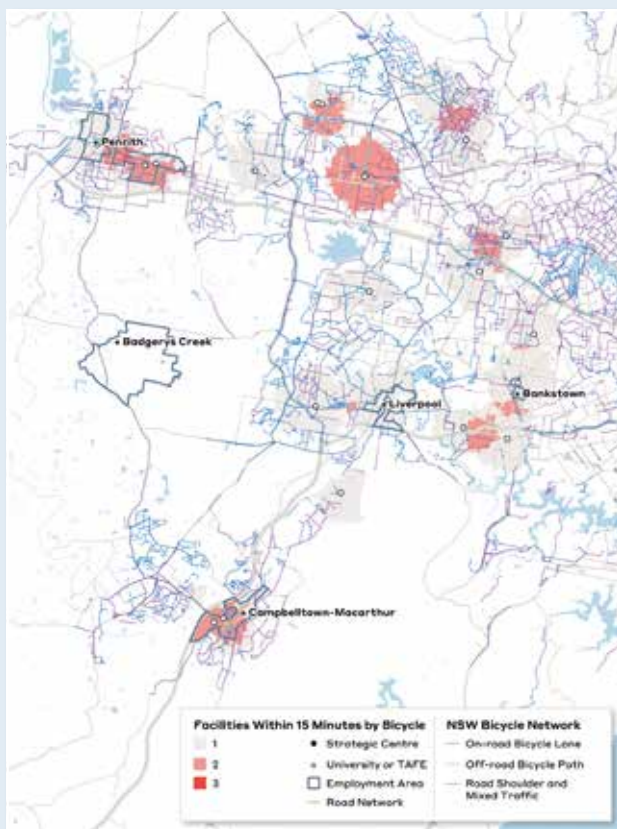 Penrith
Badgerys Creek
Liverpool
Bankstown
Campbelltown-Macarthur
Facilities Within 15 Minutes by Bicycle
1
2
3
Strategic Centre
University or TAFE
Employment Area
Road Network
NSW Bicycle Network
On-road Bicycle Lane
Off-road Bicycle Path
Road Shoulder and
Mixed Traffic